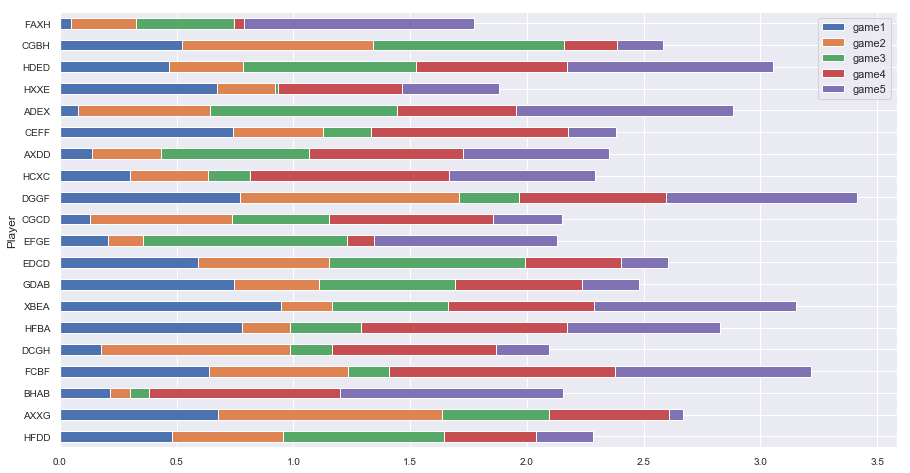 FAXH
CGBH
HDED
HXXE
ADEX
CEFF
AXDD
HCXC
DGGF
CGCD
EFGE
EDCD
GDAB
XBEA
HFBA
DCGH
FCBF
BHAB
AXXG
HFDD
Player
0.0 0.5 1.0 1.5 2.0 2.5 3.0 3.5
game1
game2
game3
game4
game5